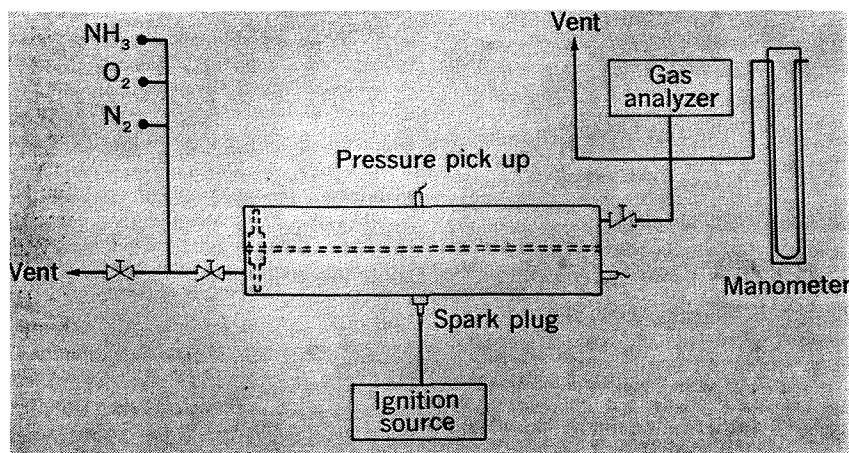 NH₃
O₂
N₂
Vent
Gas
analyzer
Pressure pick up
Vent
Manometer
Spark plug
Ignition
source